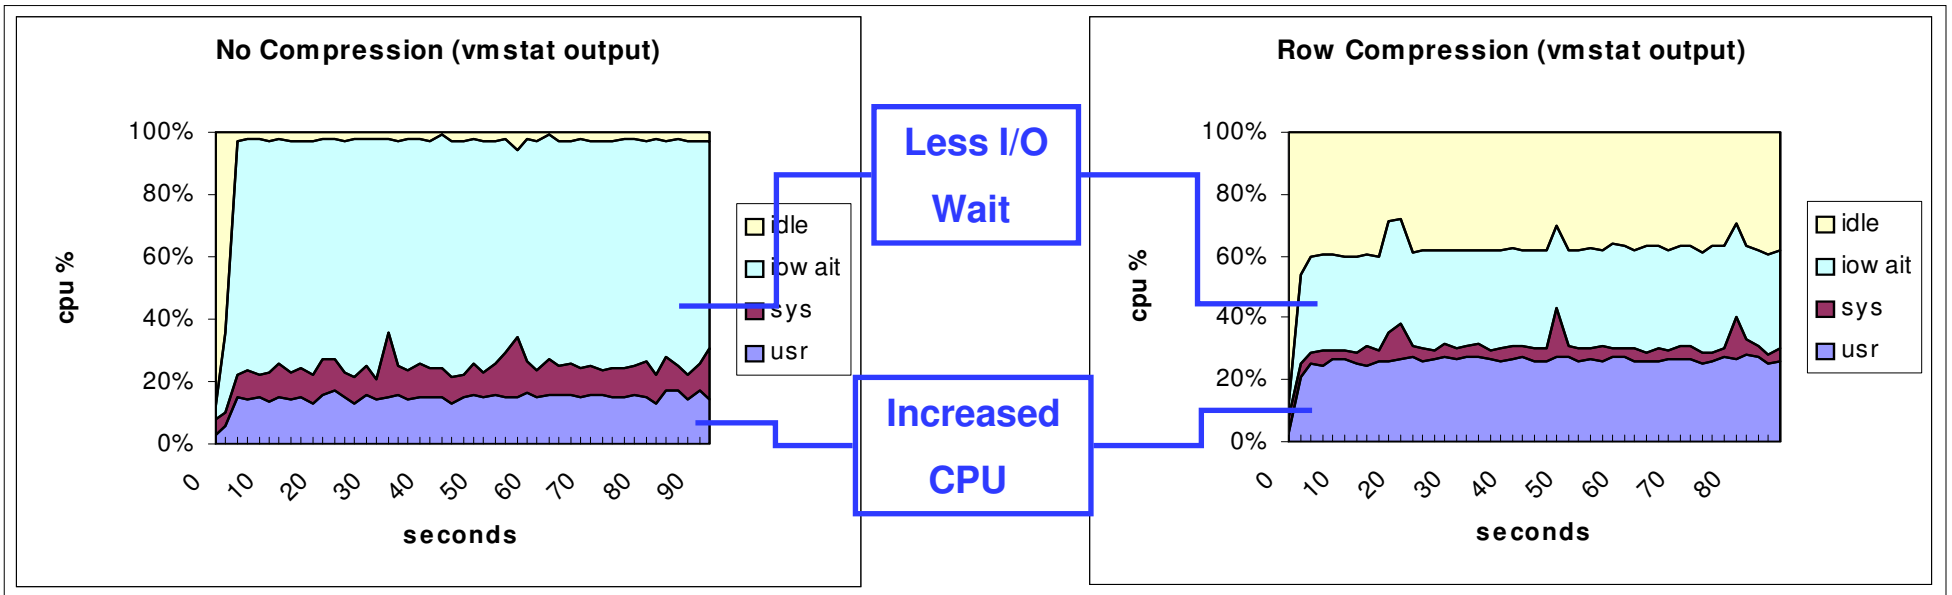 No Compression (vmstat output)
100%
80%
60%
40%
20%
0%
cpu %
0
10
20
30
40
50
60
70
80
90
seconds
idle
iow ait
sys
usr
Less I/O
Wait
Increased
CPU
Row Compression (vmstat output)
100%
80%
60%
40%
20%
0%
cpu %
0
10
20
30
40
50
60
70
80
seconds
idle
iow ait
sys
usr